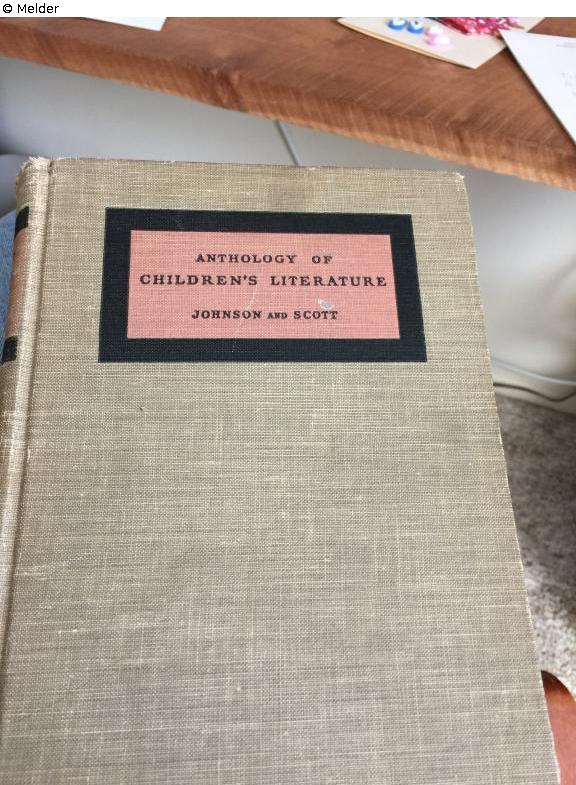 © Melder
ANTHOLOGY OF
CHILDREN'S LITERATURE
JOHNSON AND SCOTT